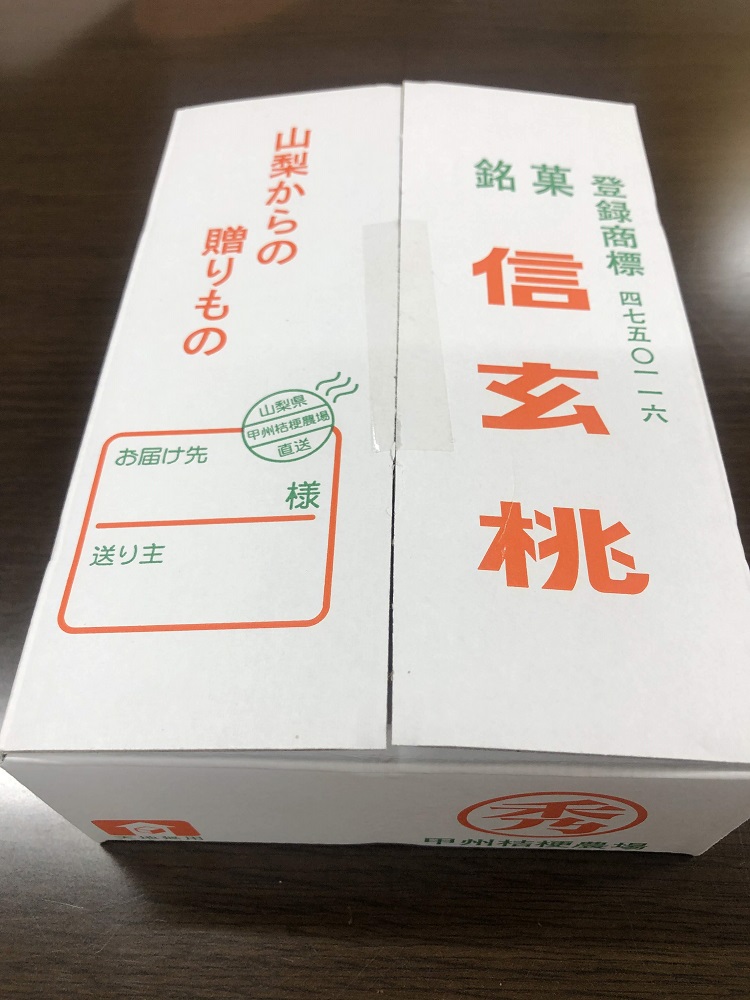 登録商標 四七五〇一一六
銘菓
信玄桃
山梨からの
贈りもの
山梨県
甲州桔梗農場
直送
お届け先
様
送り主
秀
甲州桔梗農場